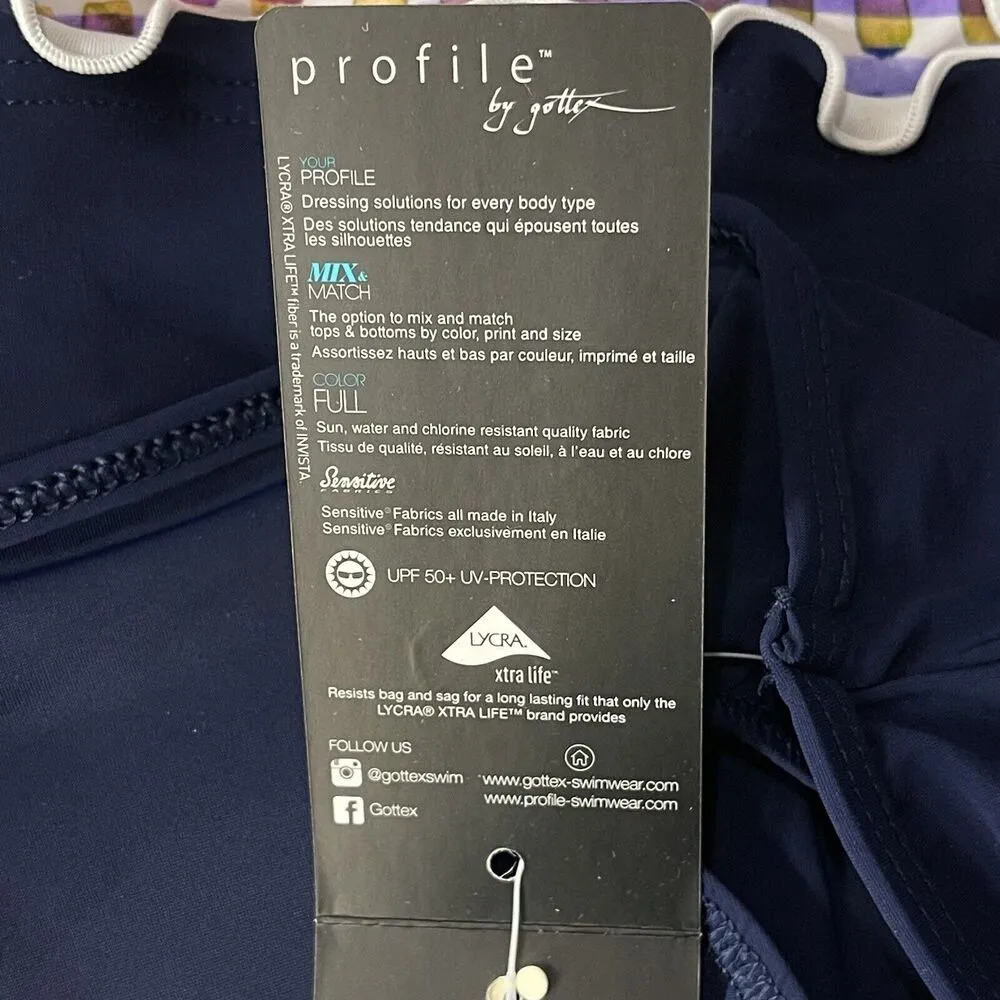 profile™
by gottex
YOUR
PROFILE
Dressing solutions for every body type
Des solutions tendance qui épousent toutes
les silhouettes
MIX &
MATCH
The option to mix and match
tops & bottoms by color, print and size
Assortissez hauts et bas par couleur, imprimé et taille
COLOR
FULL
Sun, water and chlorine resistant quality fabric
Tissu de qualité, résistant au soleil, à l'eau et au chlore
Sensitive
FABRICS
Sensitive® Fabrics all made in Italy
Sensitive® Fabrics exclusivement en Italie
UPF 50+ UV-PROTECTION
LYCRA.
xtra life™
Resists bag and sag for a long lasting fit that only the
LYCRA® XTRA LIFE™ brand provides
FOLLOW US
@gottexswim
Gottex
www.gottex-swimwear.com
www.profile-swimwear.com
LYCRA® XTRA LIFE™ fiber is a trademark of INVISTA.